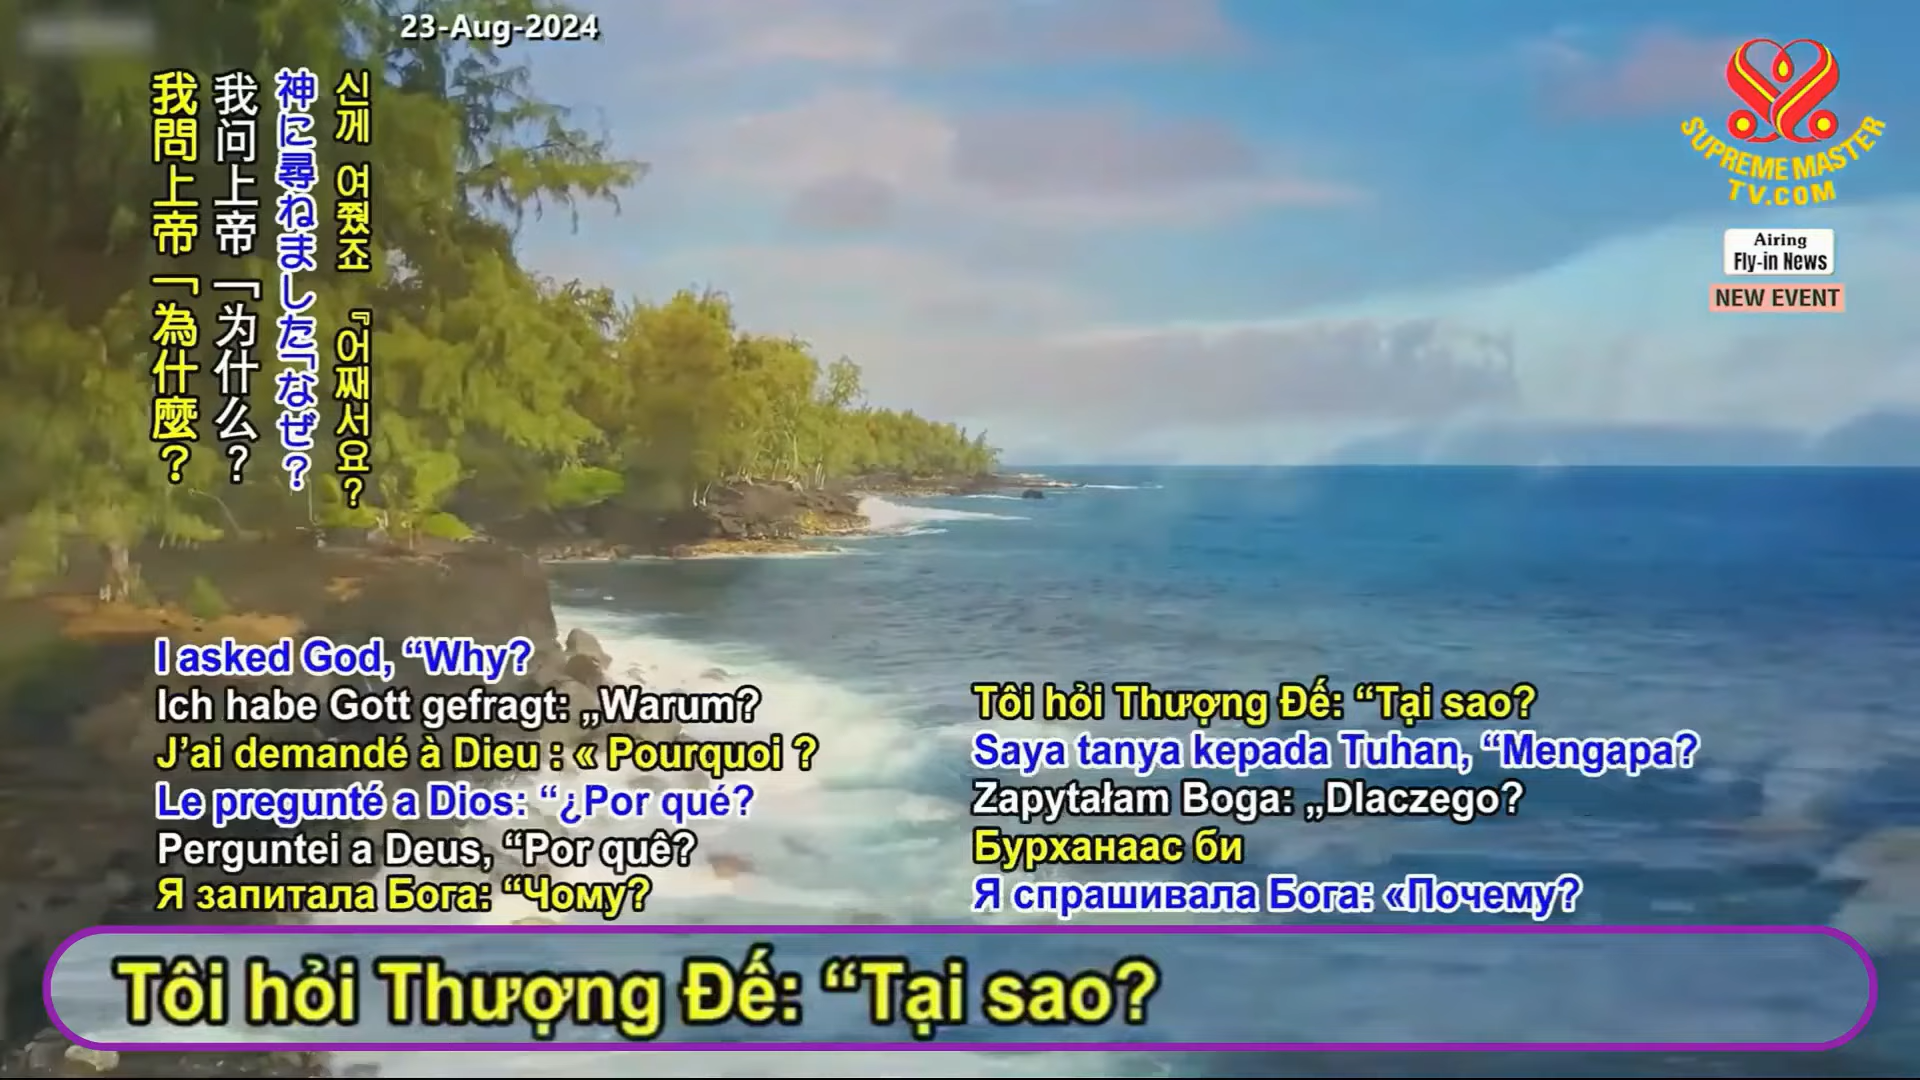 23-Aug-2024
SUPREME MASTER
TV.COM
Airing
Fly-in News
NEW EVENT
신께 여쭸죠 『어째서요?
神に尋ねました「なぜ?
我问上帝「为什么?
我問上帝「為什麼?
I asked God, “Why?
Ich habe Gott gefragt: „Warum?
J’ai demandé à Dieu : « Pourquoi ?
Le pregunté a Dios: “¿Por qué?
Perguntei a Deus, “Por quê?
Я запитала Бога: “Чому?
Tôi hỏi Thượng Đế: “Tại sao?
Saya tanya kepada Tuhan, “Mengapa?
Zapytałam Boga: „Dlaczego?
Бурханаас би
Я спрашивала Бога: «Почему?
Tôi hỏi Thượng Đế: “Tại sao?